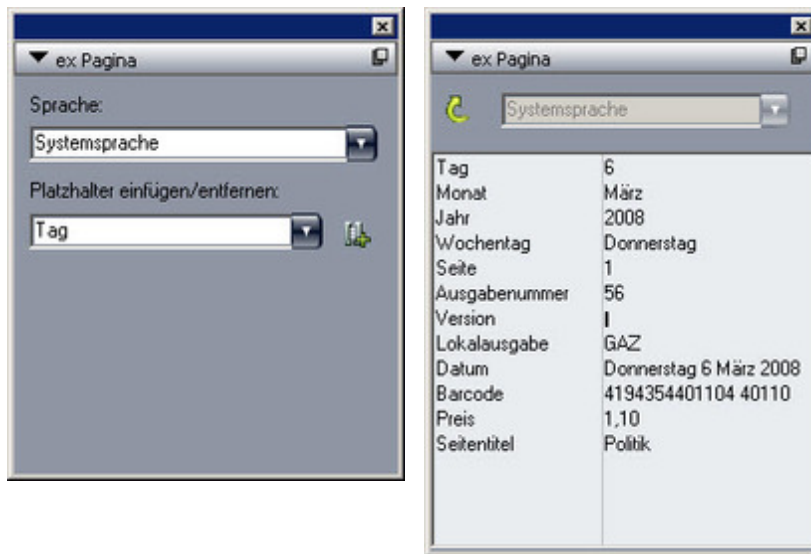 ex Pagina
Sprache:
Systemsprache
Platzhalter einfügen/entfernen:
Tag
ex Pagina
Systemsprache
Tag 6
Monat März
Jahr 2008
Wochentag Donnerstag
Seite 1
Ausgabenummer 56
Version
Lokalausgabe GAZ
Datum Donnerstag 6 März 2008
Barcode 4194354401104 40110
Preis 1,10
Seitentitel Politik